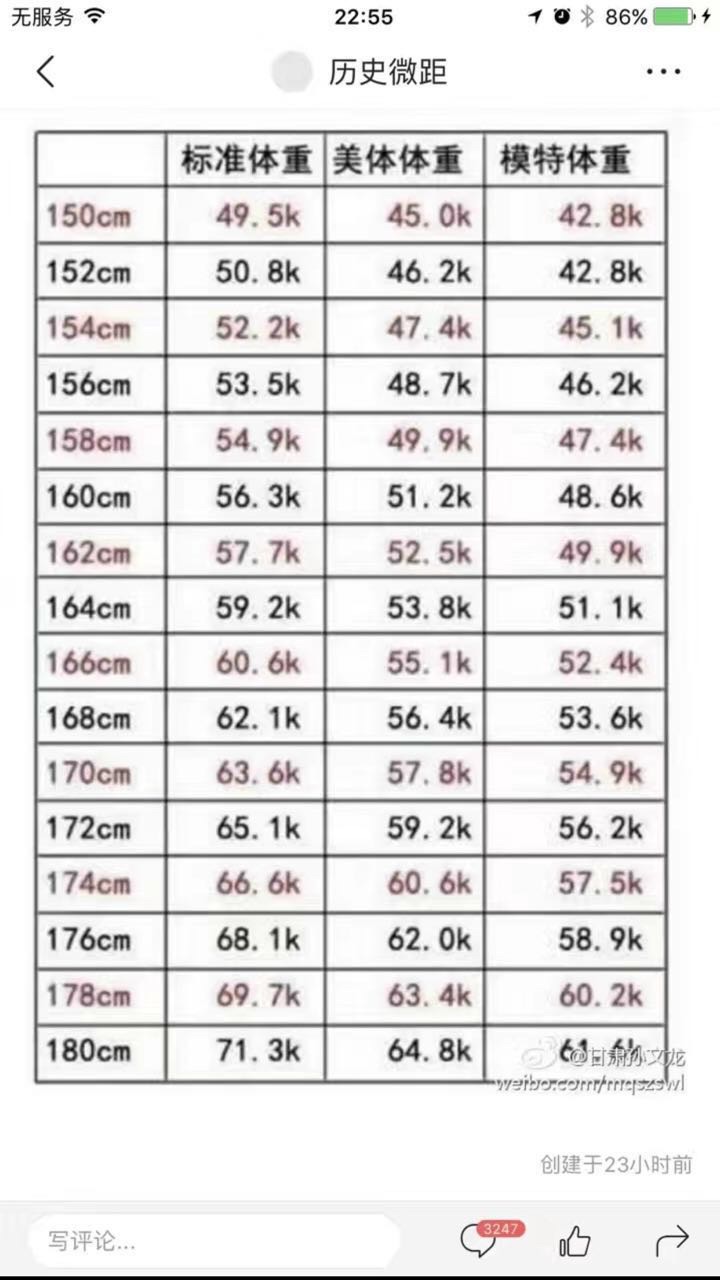 无服务 22:55 86%
历史微距
标准体重 美体体重 模特体重
150cm 49.5k 45.0k 42.8k
152cm 50.8k 46.2k 42.8k
154cm 52.2k 47.4k 45.1k
156cm 53.5k 48.7k 46.2k
158cm 54.9k 49.9k 47.4k
160cm 56.3k 51.2k 48.6k
162cm 57.7k 52.5k 49.9k
164cm 59.2k 53.8k 51.1k
166cm 60.6k 55.1k 52.4k
168cm 62.1k 56.4k 53.6k
170cm 63.6k 57.8k 54.9k
172cm 65.1k 59.2k 56.2k
174cm 66.6k 60.6k 57.5k
176cm 68.1k 62.0k 58.9k
178cm 69.7k 63.4k 60.2k
180cm 71.3k 64.8k 61.6k
@甘肃孙文龙
weibo.com/mqszswl
创建于23小时前
写评论... 3247